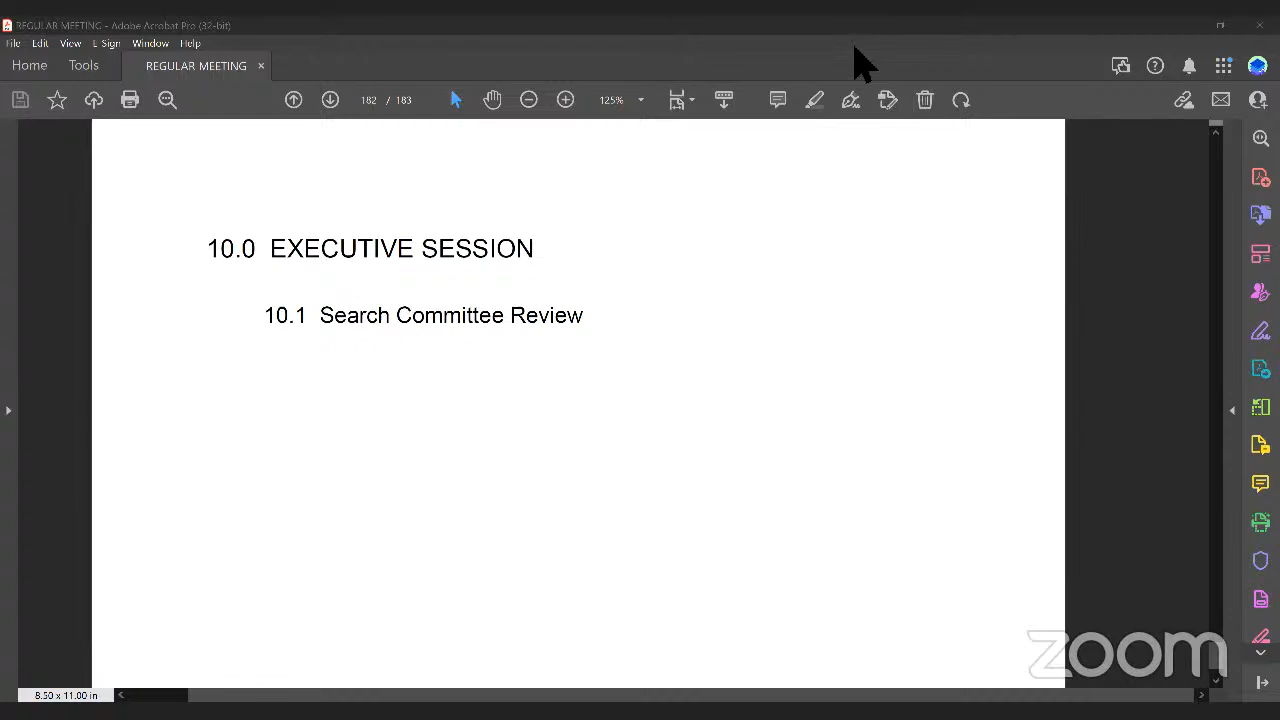 REGULAR MEETING - Adobe Acrobat Pro (32-bit)
File Edit View E-Sign Window Help
Home Tools REGULAR MEETING ×
182 / 183 125%
10.0 EXECUTIVE SESSION
10.1 Search Committee Review
zoom
8.50 x 11.00 in